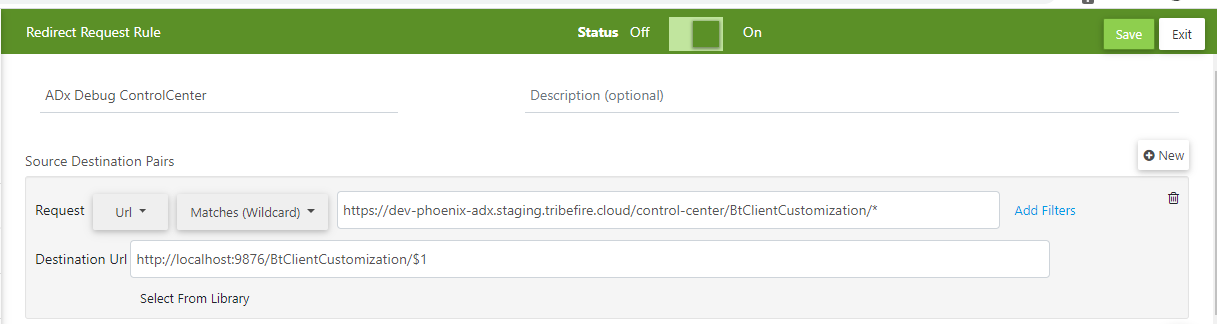 Redirect Request Rule Status Off On Save Exit
ADx Debug ControlCenter Description (optional)
Source Destination Pairs New
Request Url Matches (Wildcard) https://dev-phoenix-adx.staging.tribefire.cloud/control-center/BtClientCustomization/* Add Filters
Destination Url http://localhost:9876/BtClientCustomization/$1
Select From Library